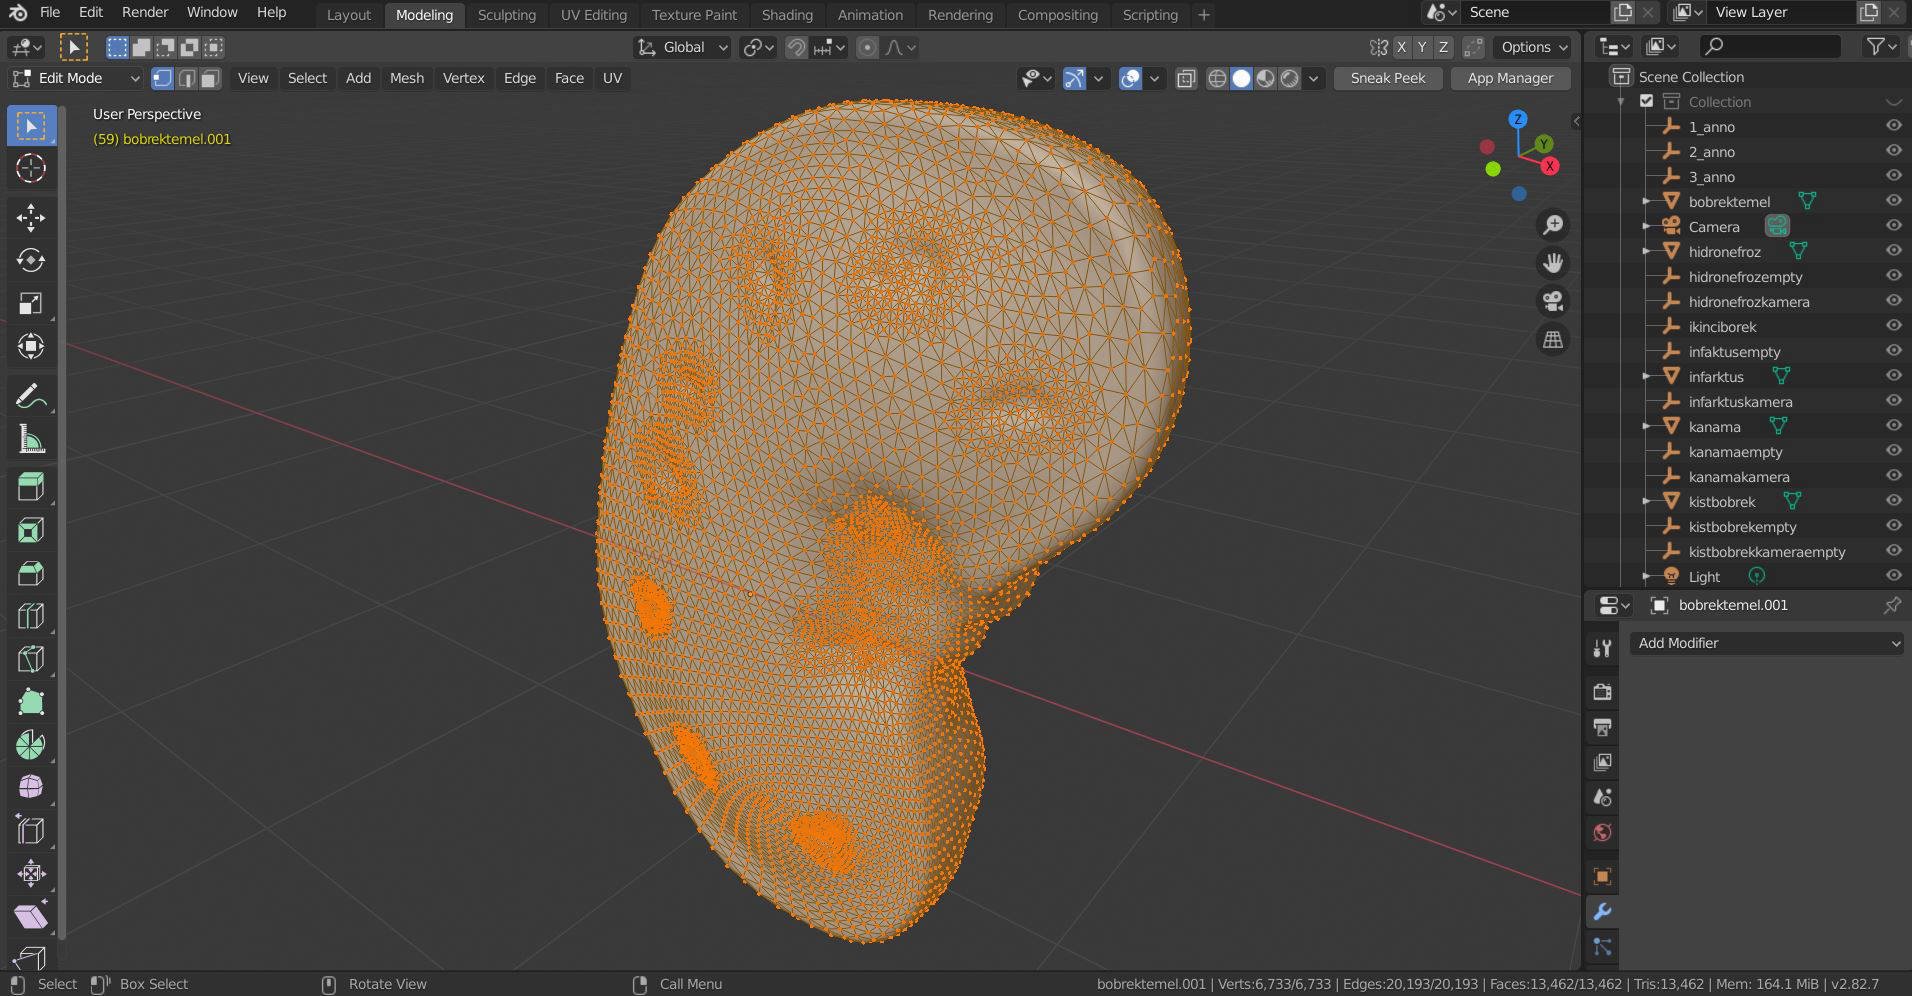 File Edit Render Window Help Layout Modeling Sculpting UV Editing Texture Paint Shading Animation Rendering Compositing Scripting + Scene View Layer
Global X Y Z Options
Edit Mode View Select Add Mesh Vertex Edge Face UV Sneak Peek App Manager
User Perspective
(59) bobrektemel.001
Z
Y
X
Scene Collection
Collection
1_anno
2_anno
3_anno
bobrektemel
Camera
hidronefroz
hidronefrozempty
hidronefrozkamera
ikinciborek
infaktusempty
infarktus
infarktuskamera
kanama
kanamaempty
kanamakamera
kistbobrek
kistbobrekempty
kistbobrekkameraempty
Light
bobrektemel.001
Add Modifier
Select Box Select Rotate View Call Menu bobrektemel.001 | Verts:6,733/6,733 | Edges:20,193/20,193 | Faces:13,462/13,462 | Tris:13,462 | Mem: 164.1 MiB | v2.82.7